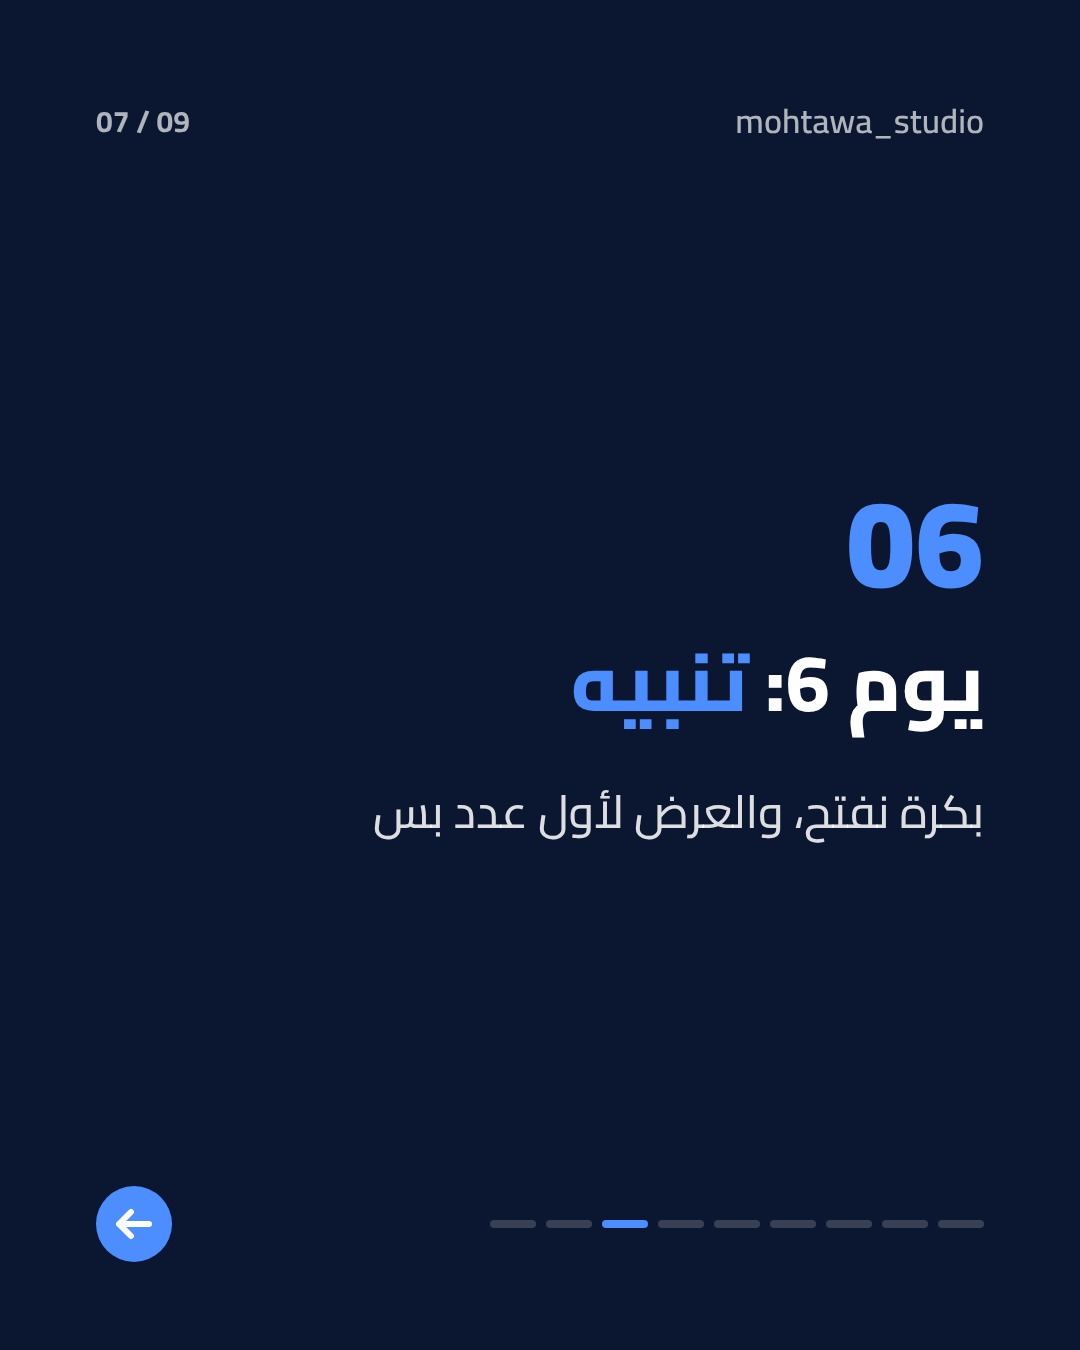 mohtawa_studio
07 / 09
06
يوم 6: تنبيه
بكرة نفتح، والعرض لأول عدد بس